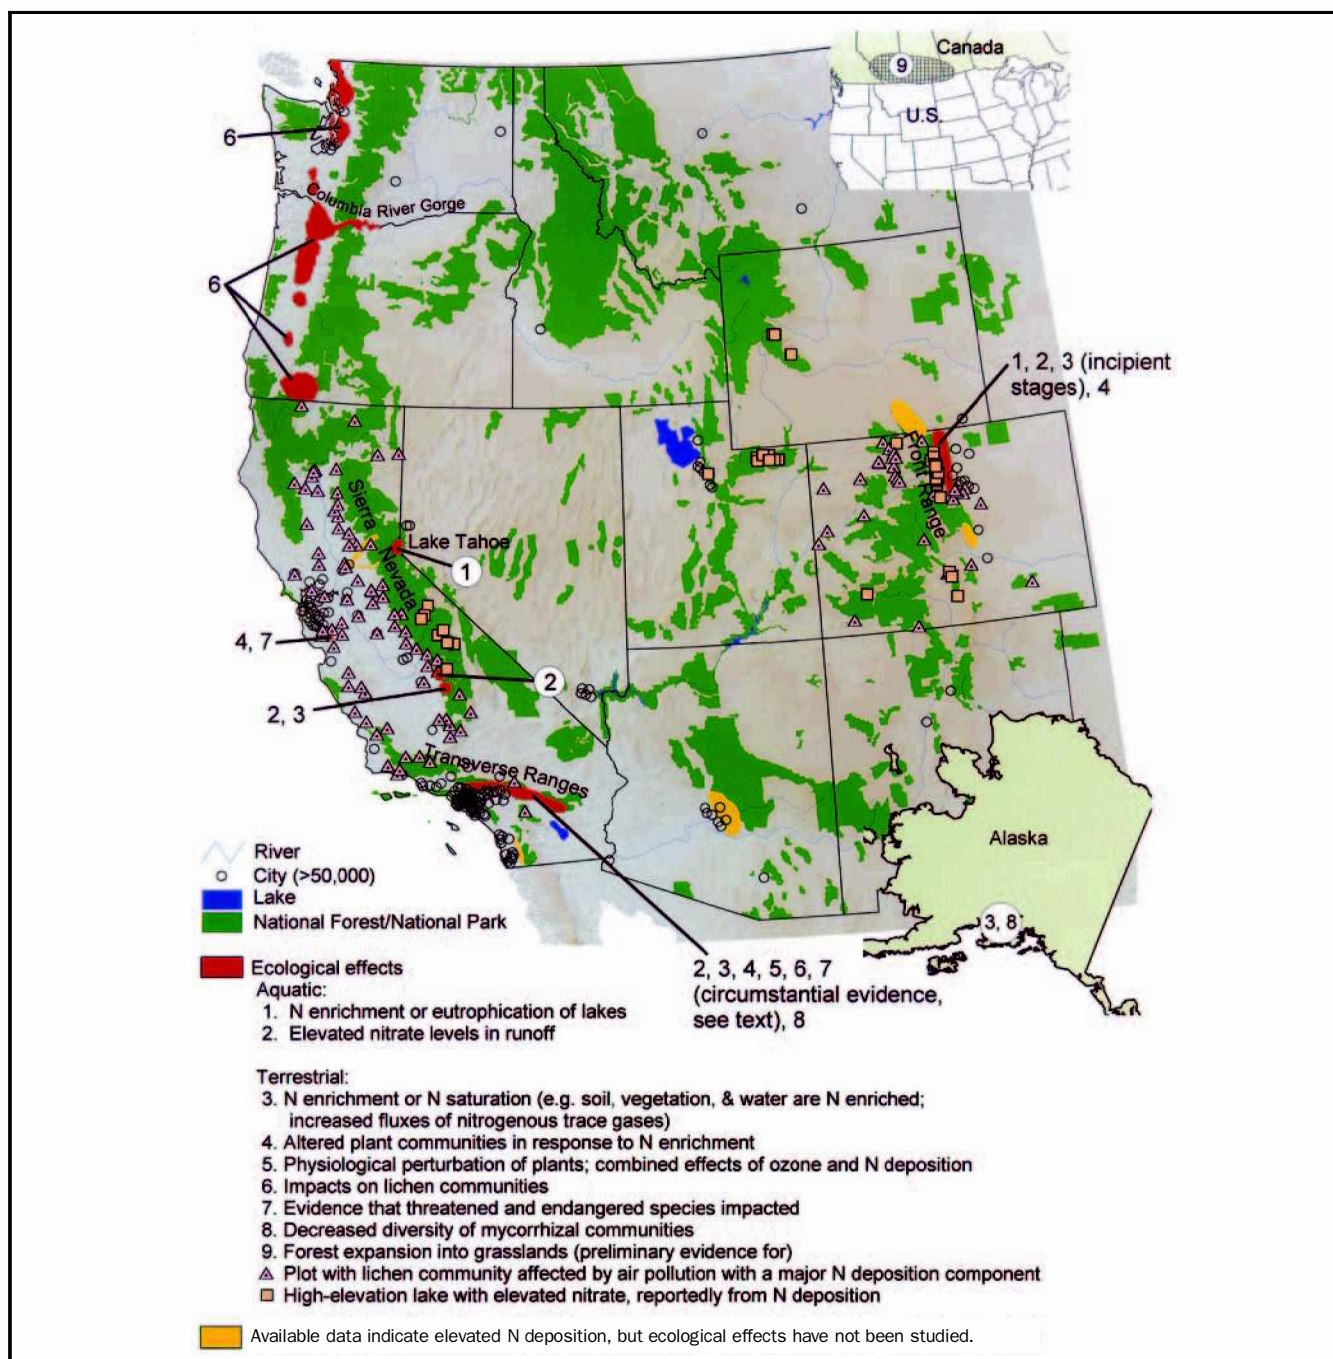 Canada
9
U.S.
6
Columbia River Gorge
6
1, 2, 3 (incipient
stages), 4
Front Range
Sierra Nevada
Lake Tahoe
1
4, 7
2
2, 3
Transverse Ranges
Alaska
3, 8
River
City (>50,000)
Lake
National Forest/National Park
2, 3, 4, 5, 6, 7
(circumstantial evidence,
see text), 8
Ecological effects
Aquatic:
1. N enrichment or eutrophication of lakes
2. Elevated nitrate levels in runoff
Terrestrial:
3. N enrichment or N saturation (e.g. soil, vegetation, & water are N enriched;
increased fluxes of nitrogenous trace gases)
4. Altered plant communities in response to N enrichment
5. Physiological perturbation of plants; combined effects of ozone and N deposition
6. Impacts on lichen communities
7. Evidence that threatened and endangered species impacted
8. Decreased diversity of mycorrhizal communities
9. Forest expansion into grasslands (preliminary evidence for)
Plot with lichen community affected by air pollution with a major N deposition component
High-elevation lake with elevated nitrate, reportedly from N deposition
Available data indicate elevated N deposition, but ecological effects have not been studied.